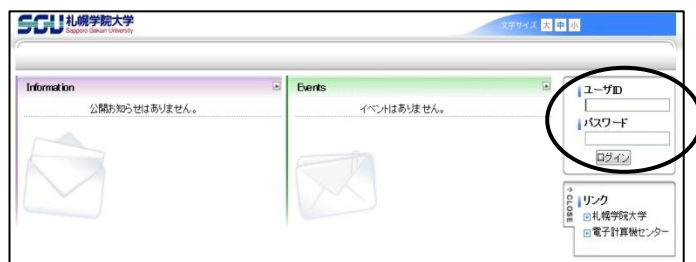 SGU 札幌学院大学
Sapporo Gakuin University
文字サイズ 大 中 小
Information
公開お知らせはありません。
Events
イベントはありません。
ユーザID
パスワード
ログイン
CLOSE
リンク
札幌学院大学
電子計算機センター